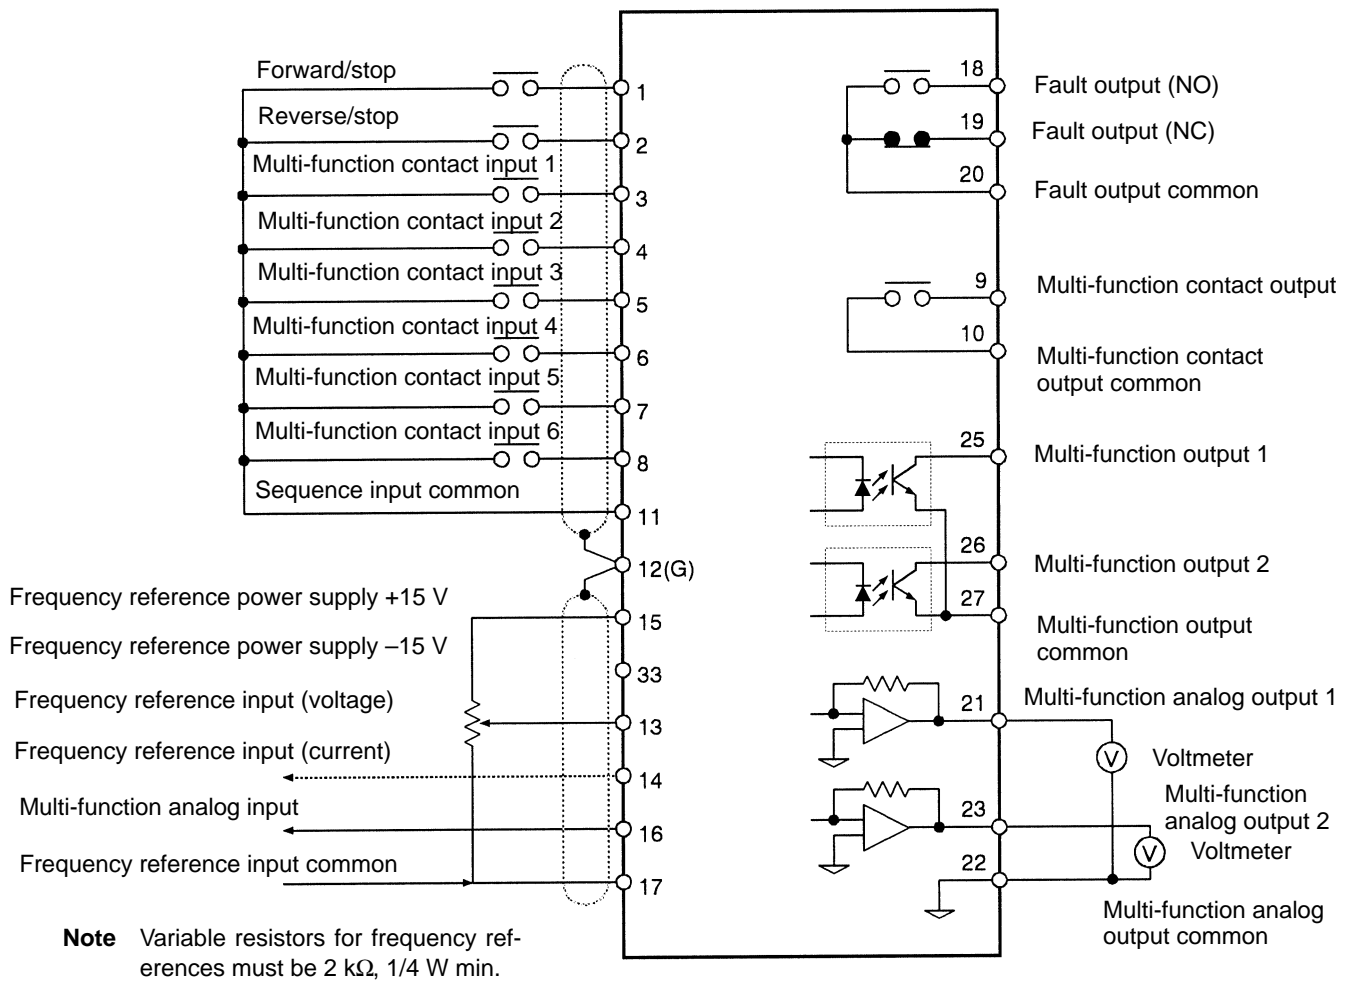 Forward/stop
1
Reverse/stop
2
Multi-function contact input 1
3
Multi-function contact input 2
4
Multi-function contact input 3
5
Multi-function contact input 4
6
Multi-function contact input 5
7
Multi-function contact input 6
8
Sequence input common
11
12(G)
Frequency reference power supply +15 V
15
Frequency reference power supply –15 V
33
Frequency reference input (voltage)
13
Frequency reference input (current)
14
Multi-function analog input
16
Frequency reference input common
17
Note Variable resistors for frequency ref-
erences must be 2 kΩ, 1/4 W min.
18
Fault output (NO)
19
Fault output (NC)
20
Fault output common
9
Multi-function contact output
10
Multi-function contact
output common
25
Multi-function output 1
26
Multi-function output 2
27
Multi-function output
common
21
Multi-function analog output 1
V
Voltmeter
23
Multi-function
analog output 2
V
Voltmeter
22
Multi-function analog
output common